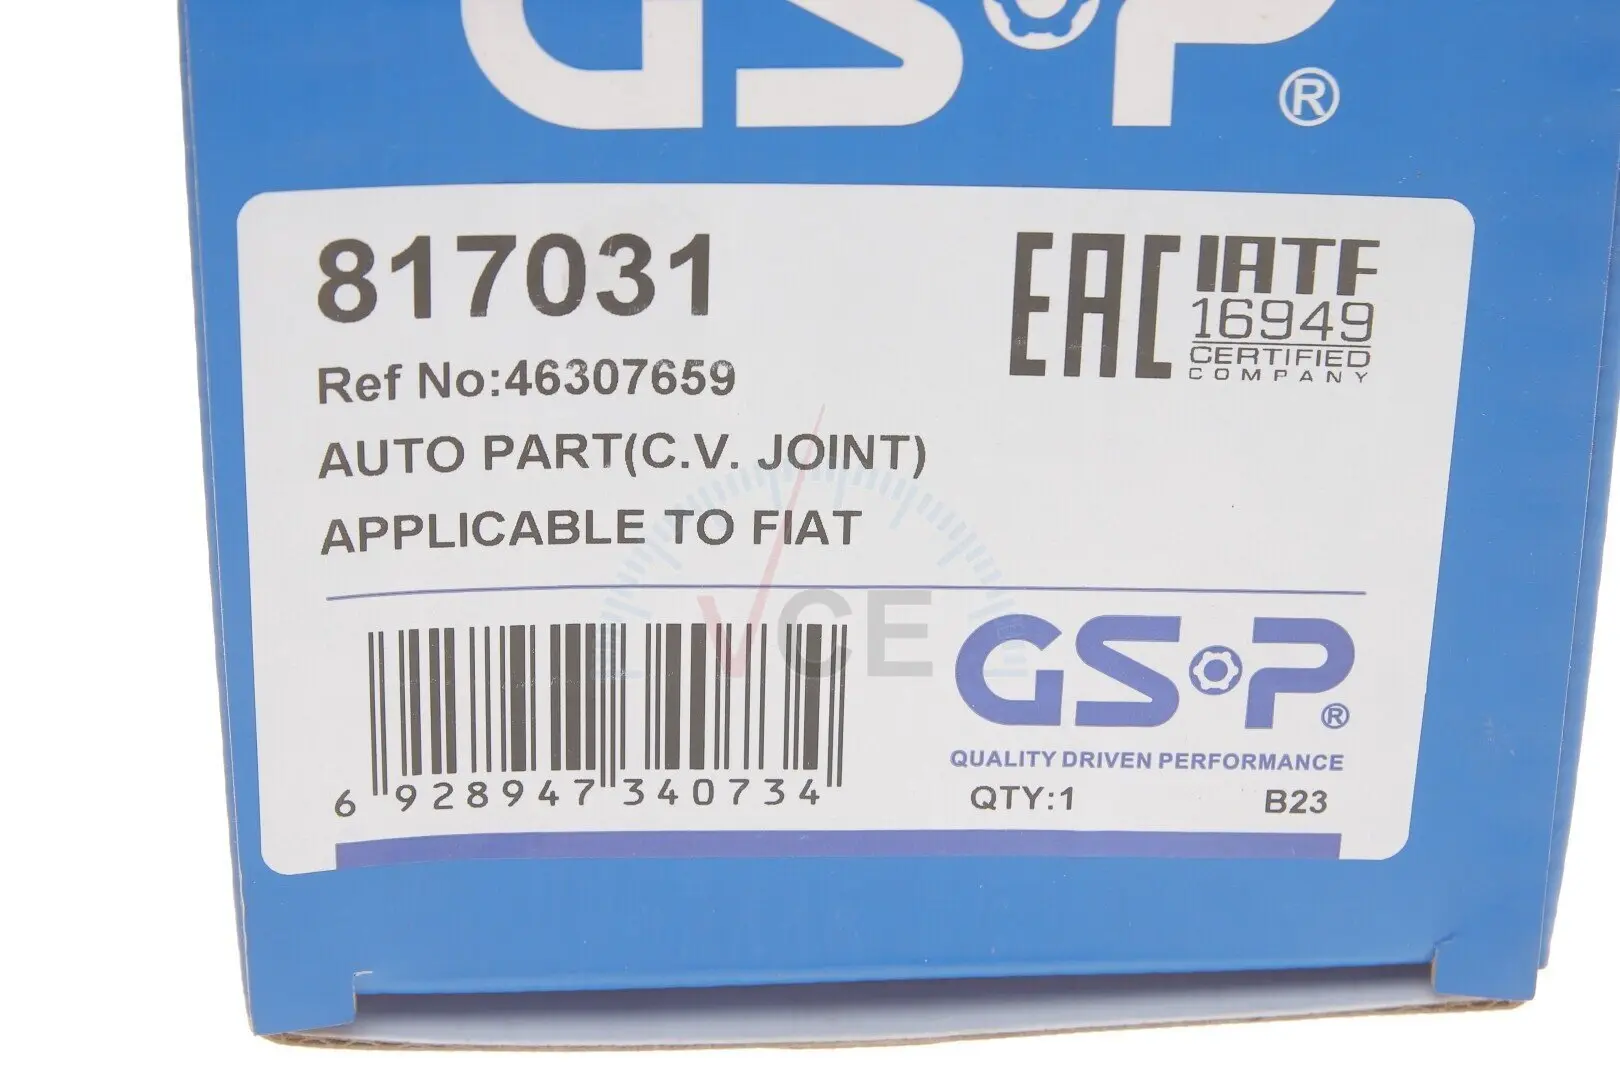 GSP®
817031
EAC
IATF
16949
CERTIFIED
COMPANY
Ref No:46307659
AUTO PART(C.V. JOINT)
APPLICABLE TO FIAT
VCE
GSP®
QUALITY DRIVEN PERFORMANCE
6 928947 340734
QTY:1 B23